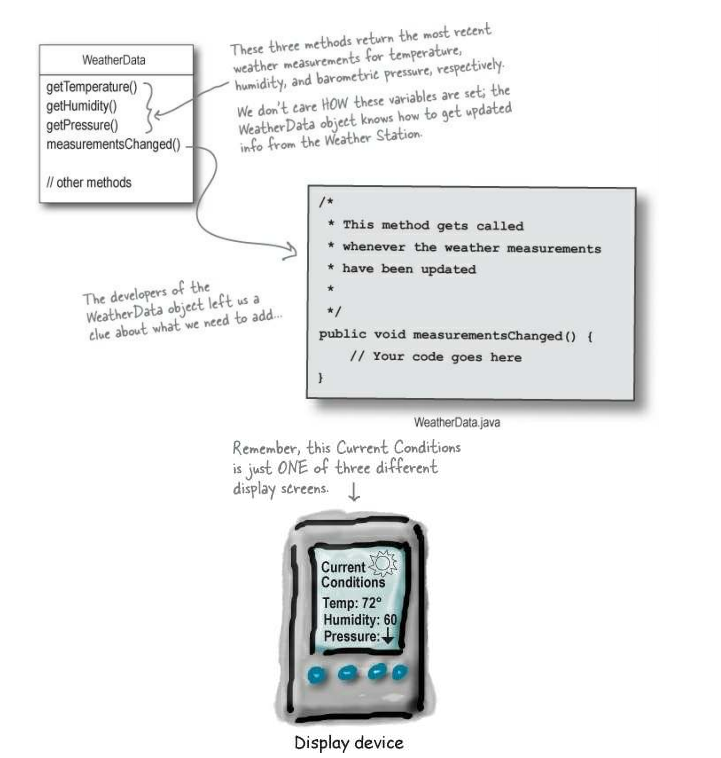 WeatherData
getTemperature()
getHumidity()
getPressure()
measurementsChanged()
// other methods
These three methods return the most recent
weather measurements for temperature,
humidity, and barometric pressure, respectively.
We don't care HOW these variables are set; the
WeatherData object knows how to get updated
info from the Weather Station.
The developers of the
WeatherData object left us a
clue about what we need to add...
/*
* This method gets called
* whenever the weather measurements
* have been updated
*
*/
public void measurementsChanged() {
// Your code goes here
}
WeatherData.java
Remember, this Current Conditions
is just ONE of three different
display screens.
Current
Conditions
Temp: 72°
Humidity: 60
Pressure:
Display device